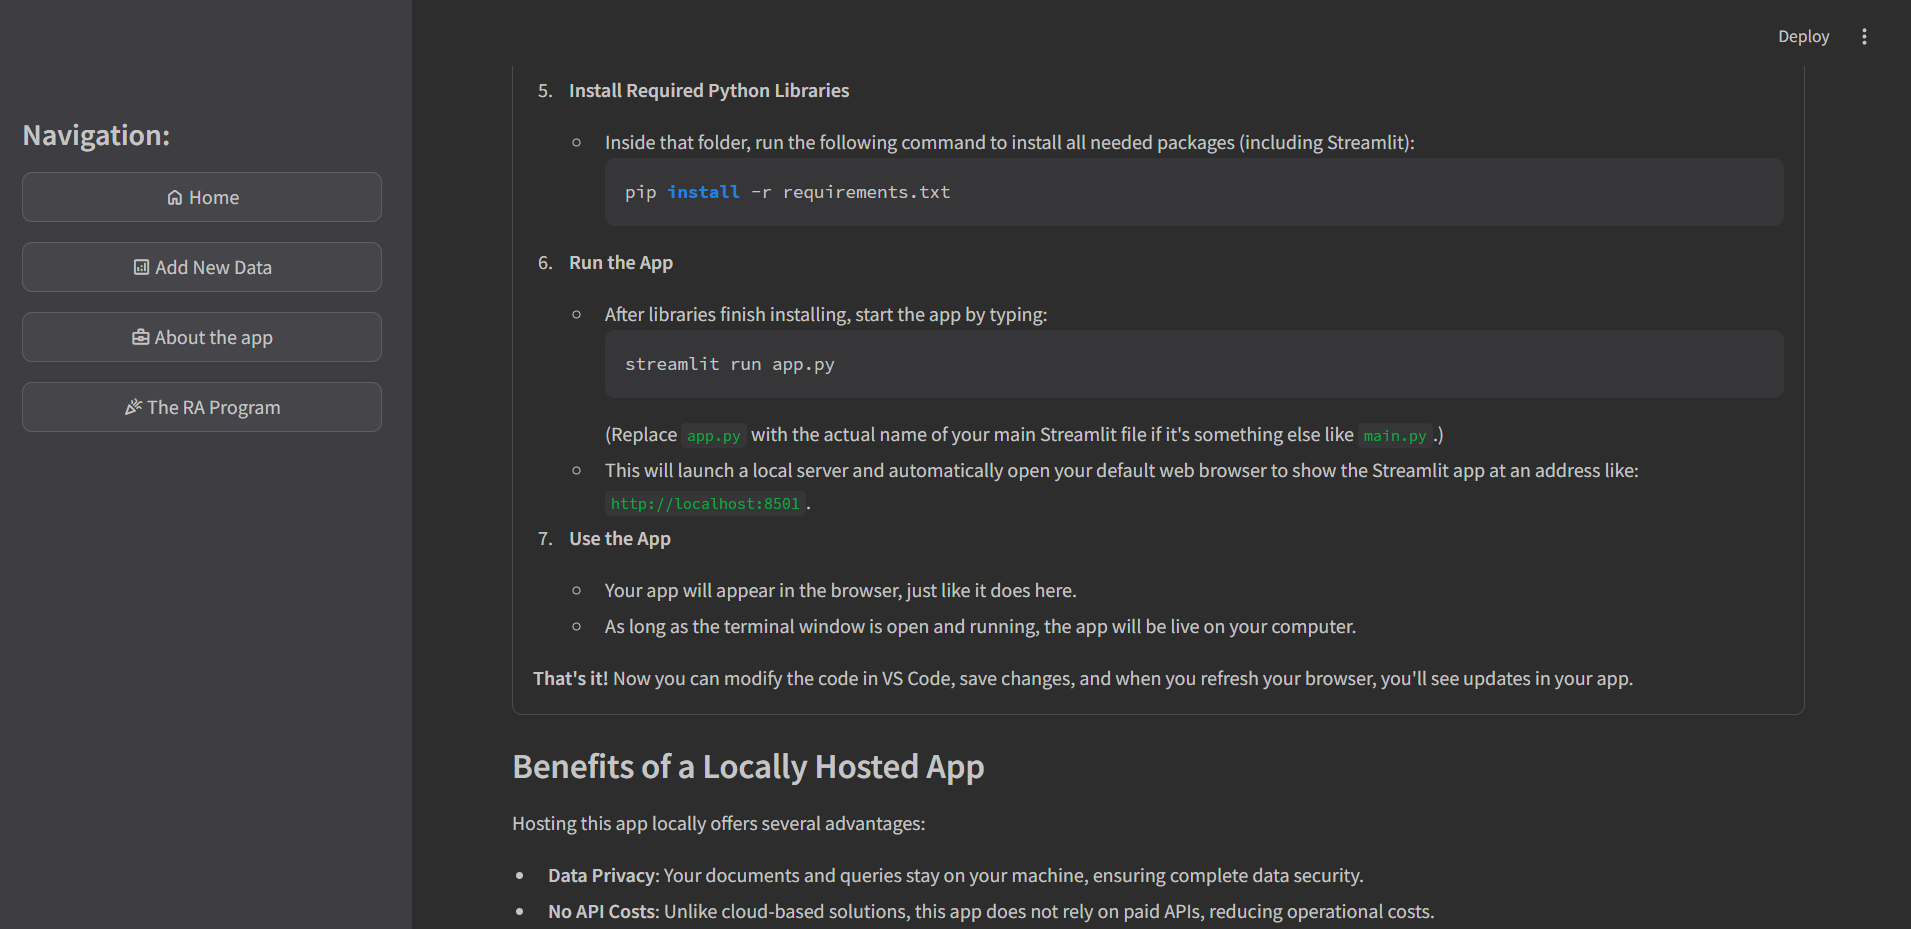 Deploy
Navigation:
Home
Add New Data
About the app
The RA Program
5. Install Required Python Libraries
Inside that folder, run the following command to install all needed packages (including Streamlit):
pip install -r requirements.txt
6. Run the App
After libraries finish installing, start the app by typing:
streamlit run app.py
(Replace app.py with the actual name of your main Streamlit file if it's something else like main.py.)
This will launch a local server and automatically open your default web browser to show the Streamlit app at an address like:
http://localhost:8501.
7. Use the App
Your app will appear in the browser, just like it does here.
As long as the terminal window is open and running, the app will be live on your computer.
That's it! Now you can modify the code in VS Code, save changes, and when you refresh your browser, you'll see updates in your app.
Benefits of a Locally Hosted App
Hosting this app locally offers several advantages:
Data Privacy: Your documents and queries stay on your machine, ensuring complete data security.
No API Costs: Unlike cloud-based solutions, this app does not rely on paid APIs, reducing operational costs.